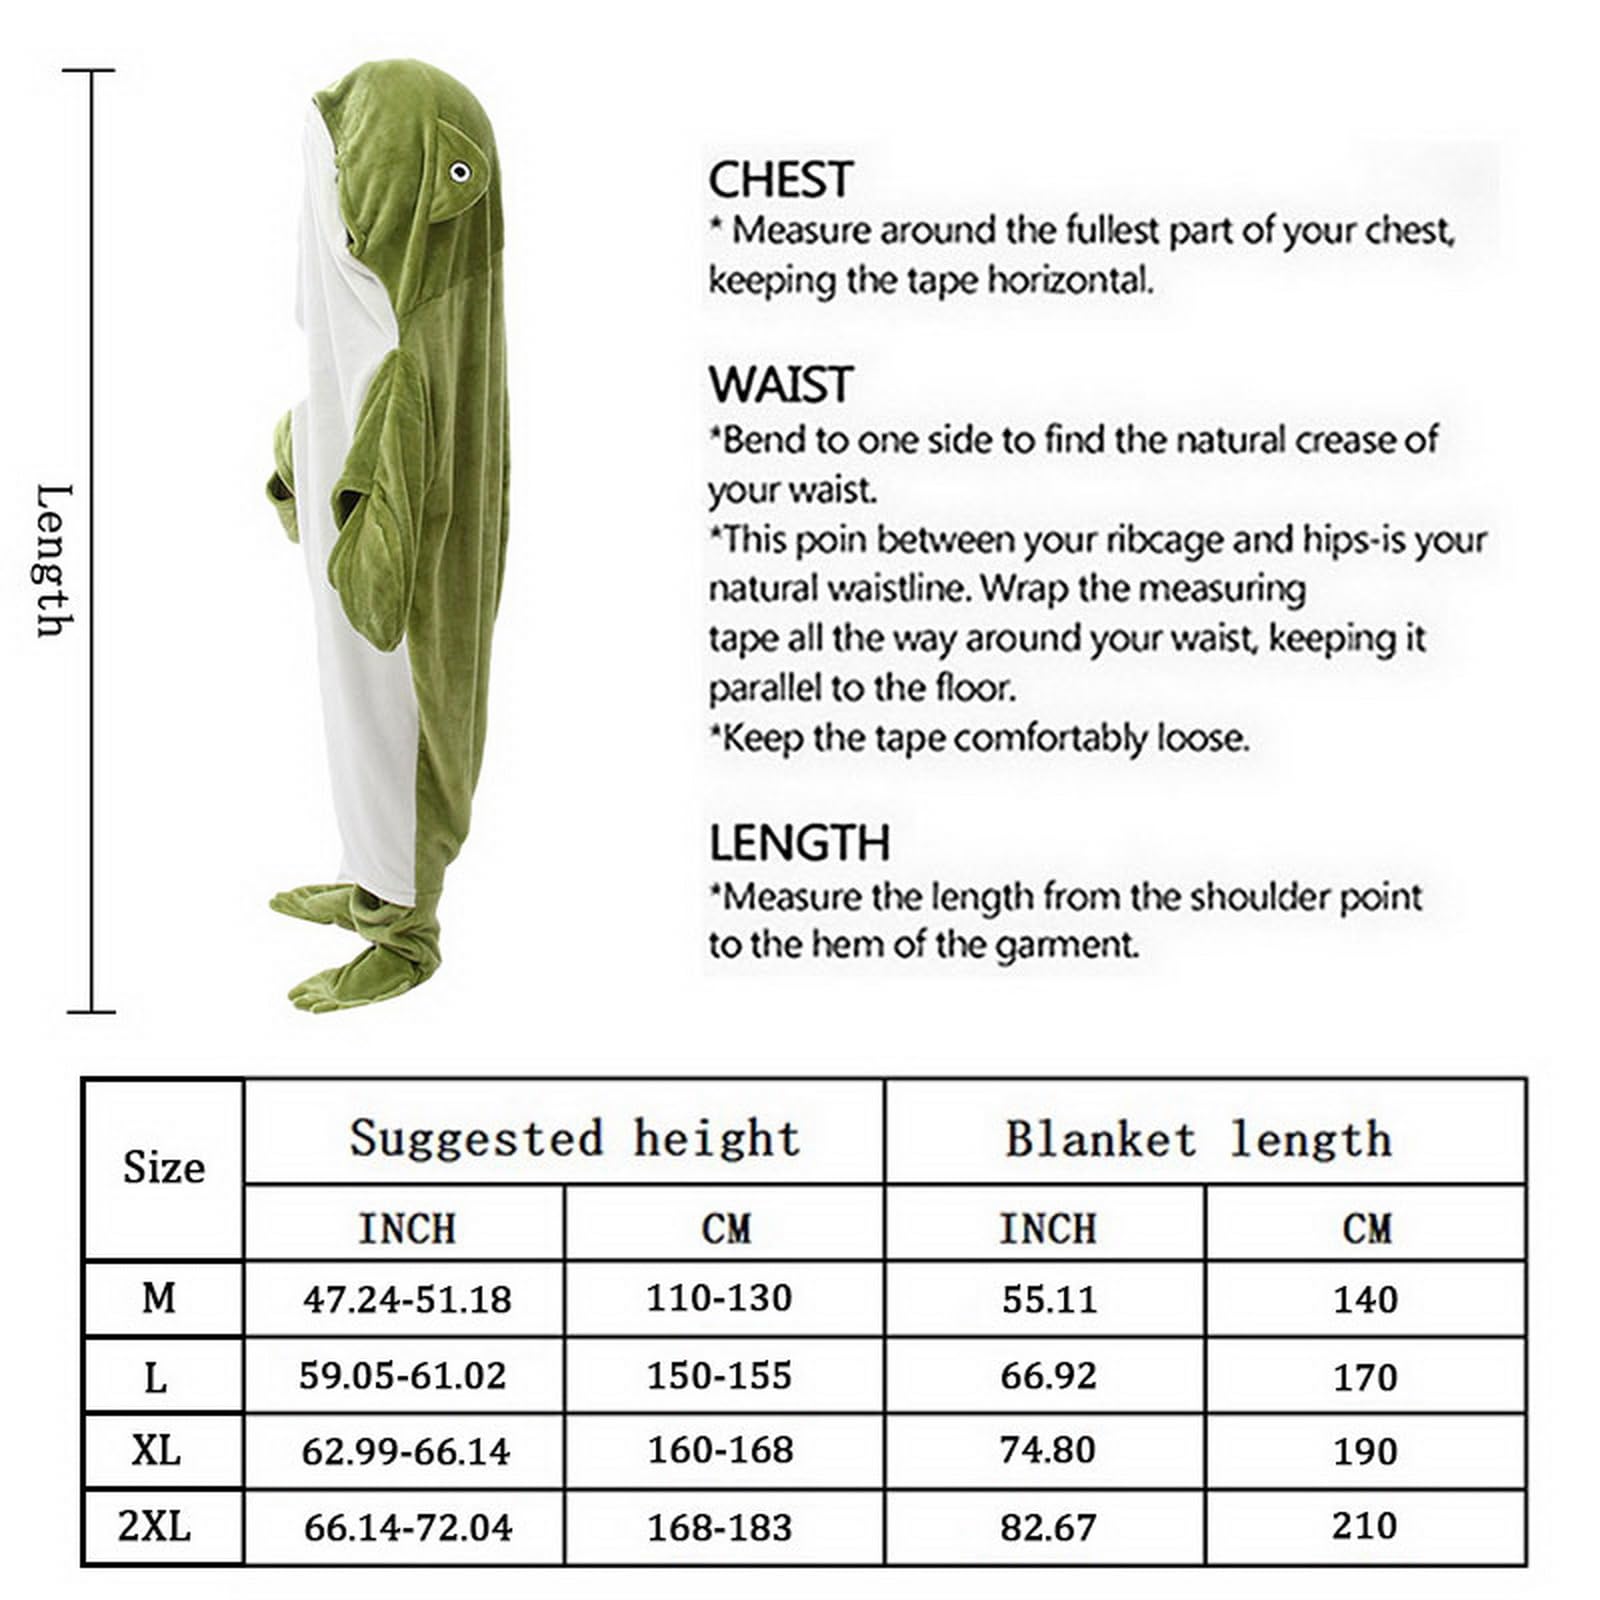 Length
CHEST
* Measure around the fullest part of your chest,
keeping the tape horizontal.
WAIST
*Bend to one side to find the natural crease of
your waist.
*This poin between your ribcage and hips-is your
natural waistline. Wrap the measuring
tape all the way around your waist, keeping it
parallel to the floor.
*Keep the tape comfortably loose.
LENGTH
*Measure the length from the shoulder point
to the hem of the garment.
Size Suggested height Blanket length
INCH CM INCH CM
M 47.24-51.18 110-130 55.11 140
L 59.05-61.02 150-155 66.92 170
XL 62.99-66.14 160-168 74.80 190
2XL 66.14-72.04 168-183 82.67 210